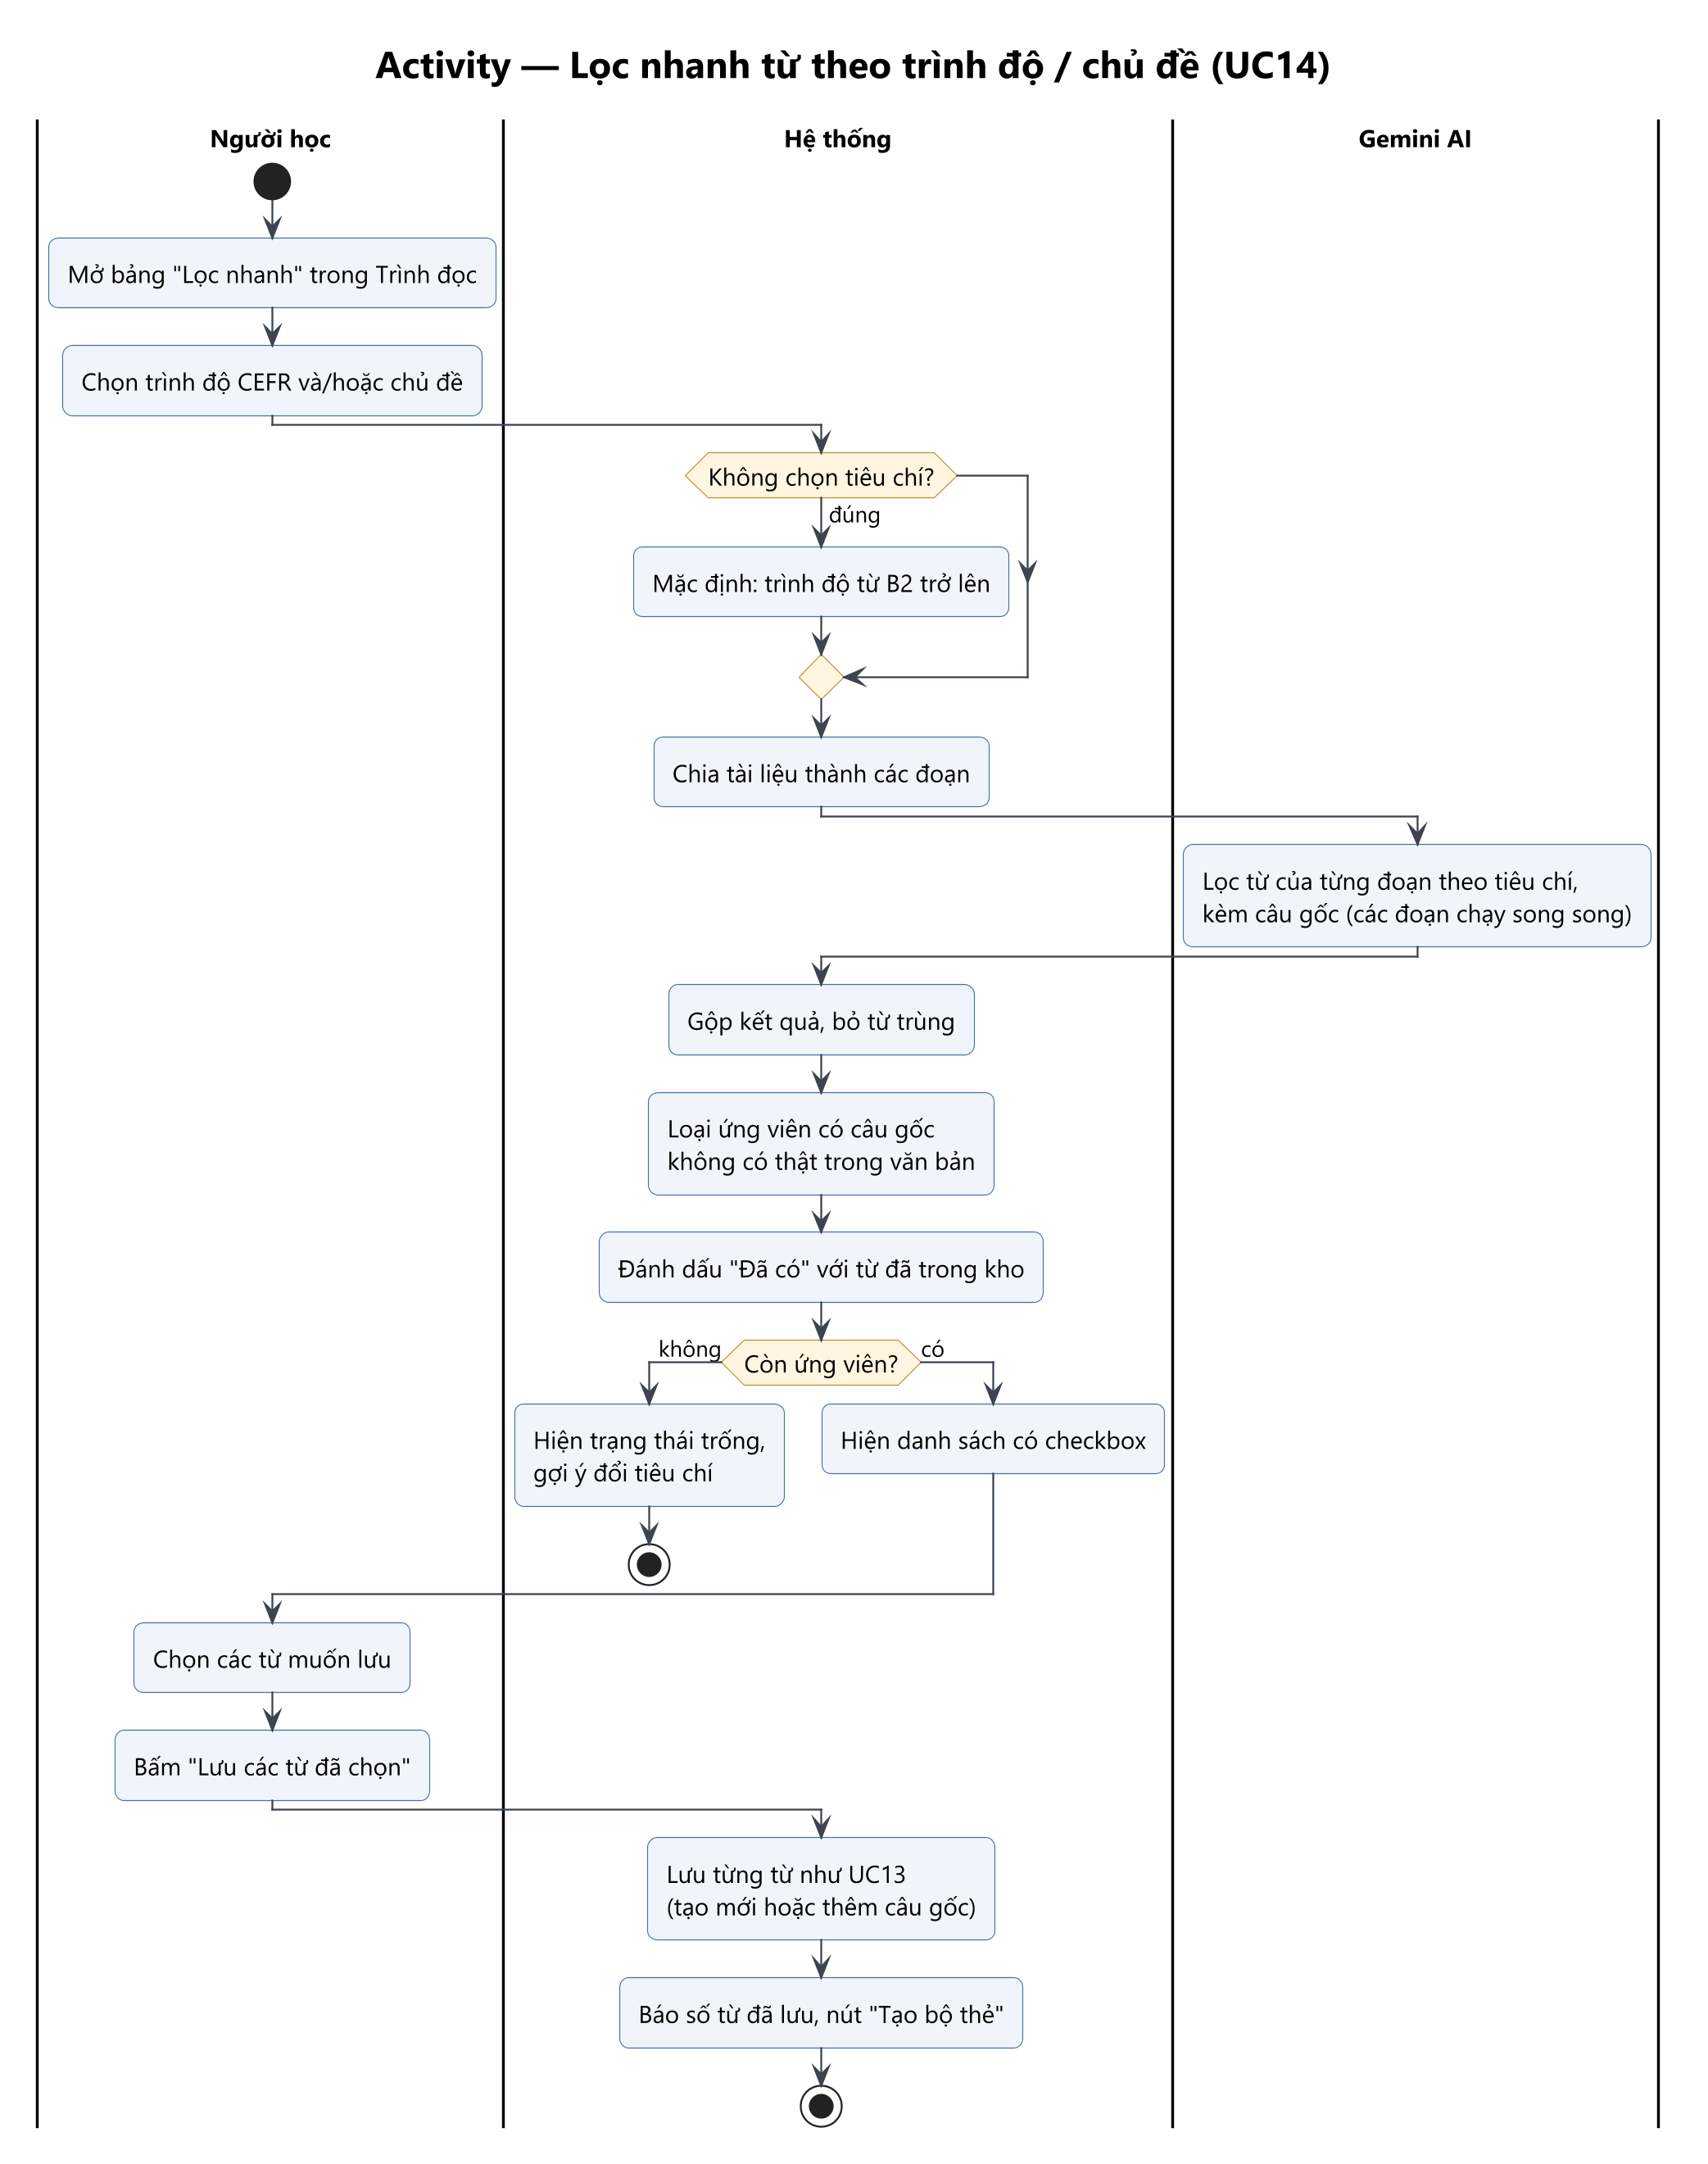 Activity — Lọc nhanh từ theo trình độ / chủ đề (UC14)
Người học
Hệ thống
Gemini AI
Mở bảng "Lọc nhanh" trong Trình đọc
Chọn trình độ CEFR và/hoặc chủ đề
Không chọn tiêu chí?
đúng
Mặc định: trình độ từ B2 trở lên
Chia tài liệu thành các đoạn
Lọc từ của từng đoạn theo tiêu chí,
kèm câu gốc (các đoạn chạy song song)
Gộp kết quả, bỏ từ trùng
Loại ứng viên có câu gốc
không có thật trong văn bản
Đánh dấu "Đã có" với từ đã trong kho
không
Còn ứng viên?
có
Hiện trạng thái trống,
gợi ý đổi tiêu chí
Hiện danh sách có checkbox
Chọn các từ muốn lưu
Bấm "Lưu các từ đã chọn"
Lưu từng từ như UC13
(tạo mới hoặc thêm câu gốc)
Báo số từ đã lưu, nút "Tạo bộ thẻ"